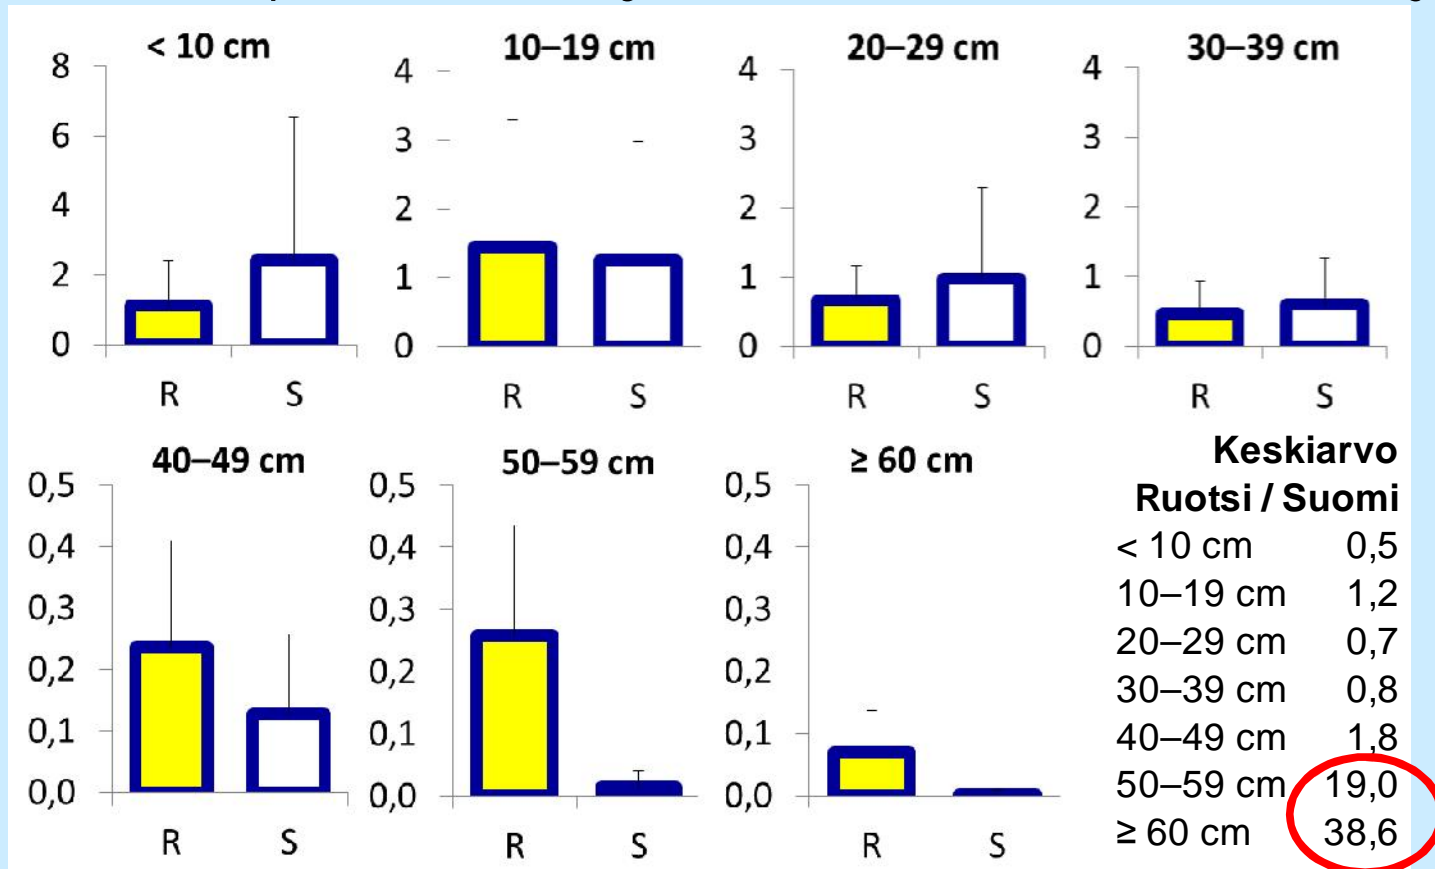 < 10 cm
8
6
4
2
0
R S
10–19 cm
4
3
2
1
0
R S
20–29 cm
4
3
2
1
0
R S
30–39 cm
4
3
2
1
0
R S
40–49 cm
0,5
0,4
0,3
0,2
0,1
0,0
R S
50–59 cm
0,5
0,4
0,3
0,2
0,1
0,0
R S
≥ 60 cm
0,5
0,4
0,3
0,2
0,1
0,0
R S
Keskiarvo
Ruotsi / Suomi
< 10 cm 0,5
10–19 cm 1,2
20–29 cm 0,7
30–39 cm 0,8
40–49 cm 1,8
50–59 cm 19,0
≥ 60 cm 38,6